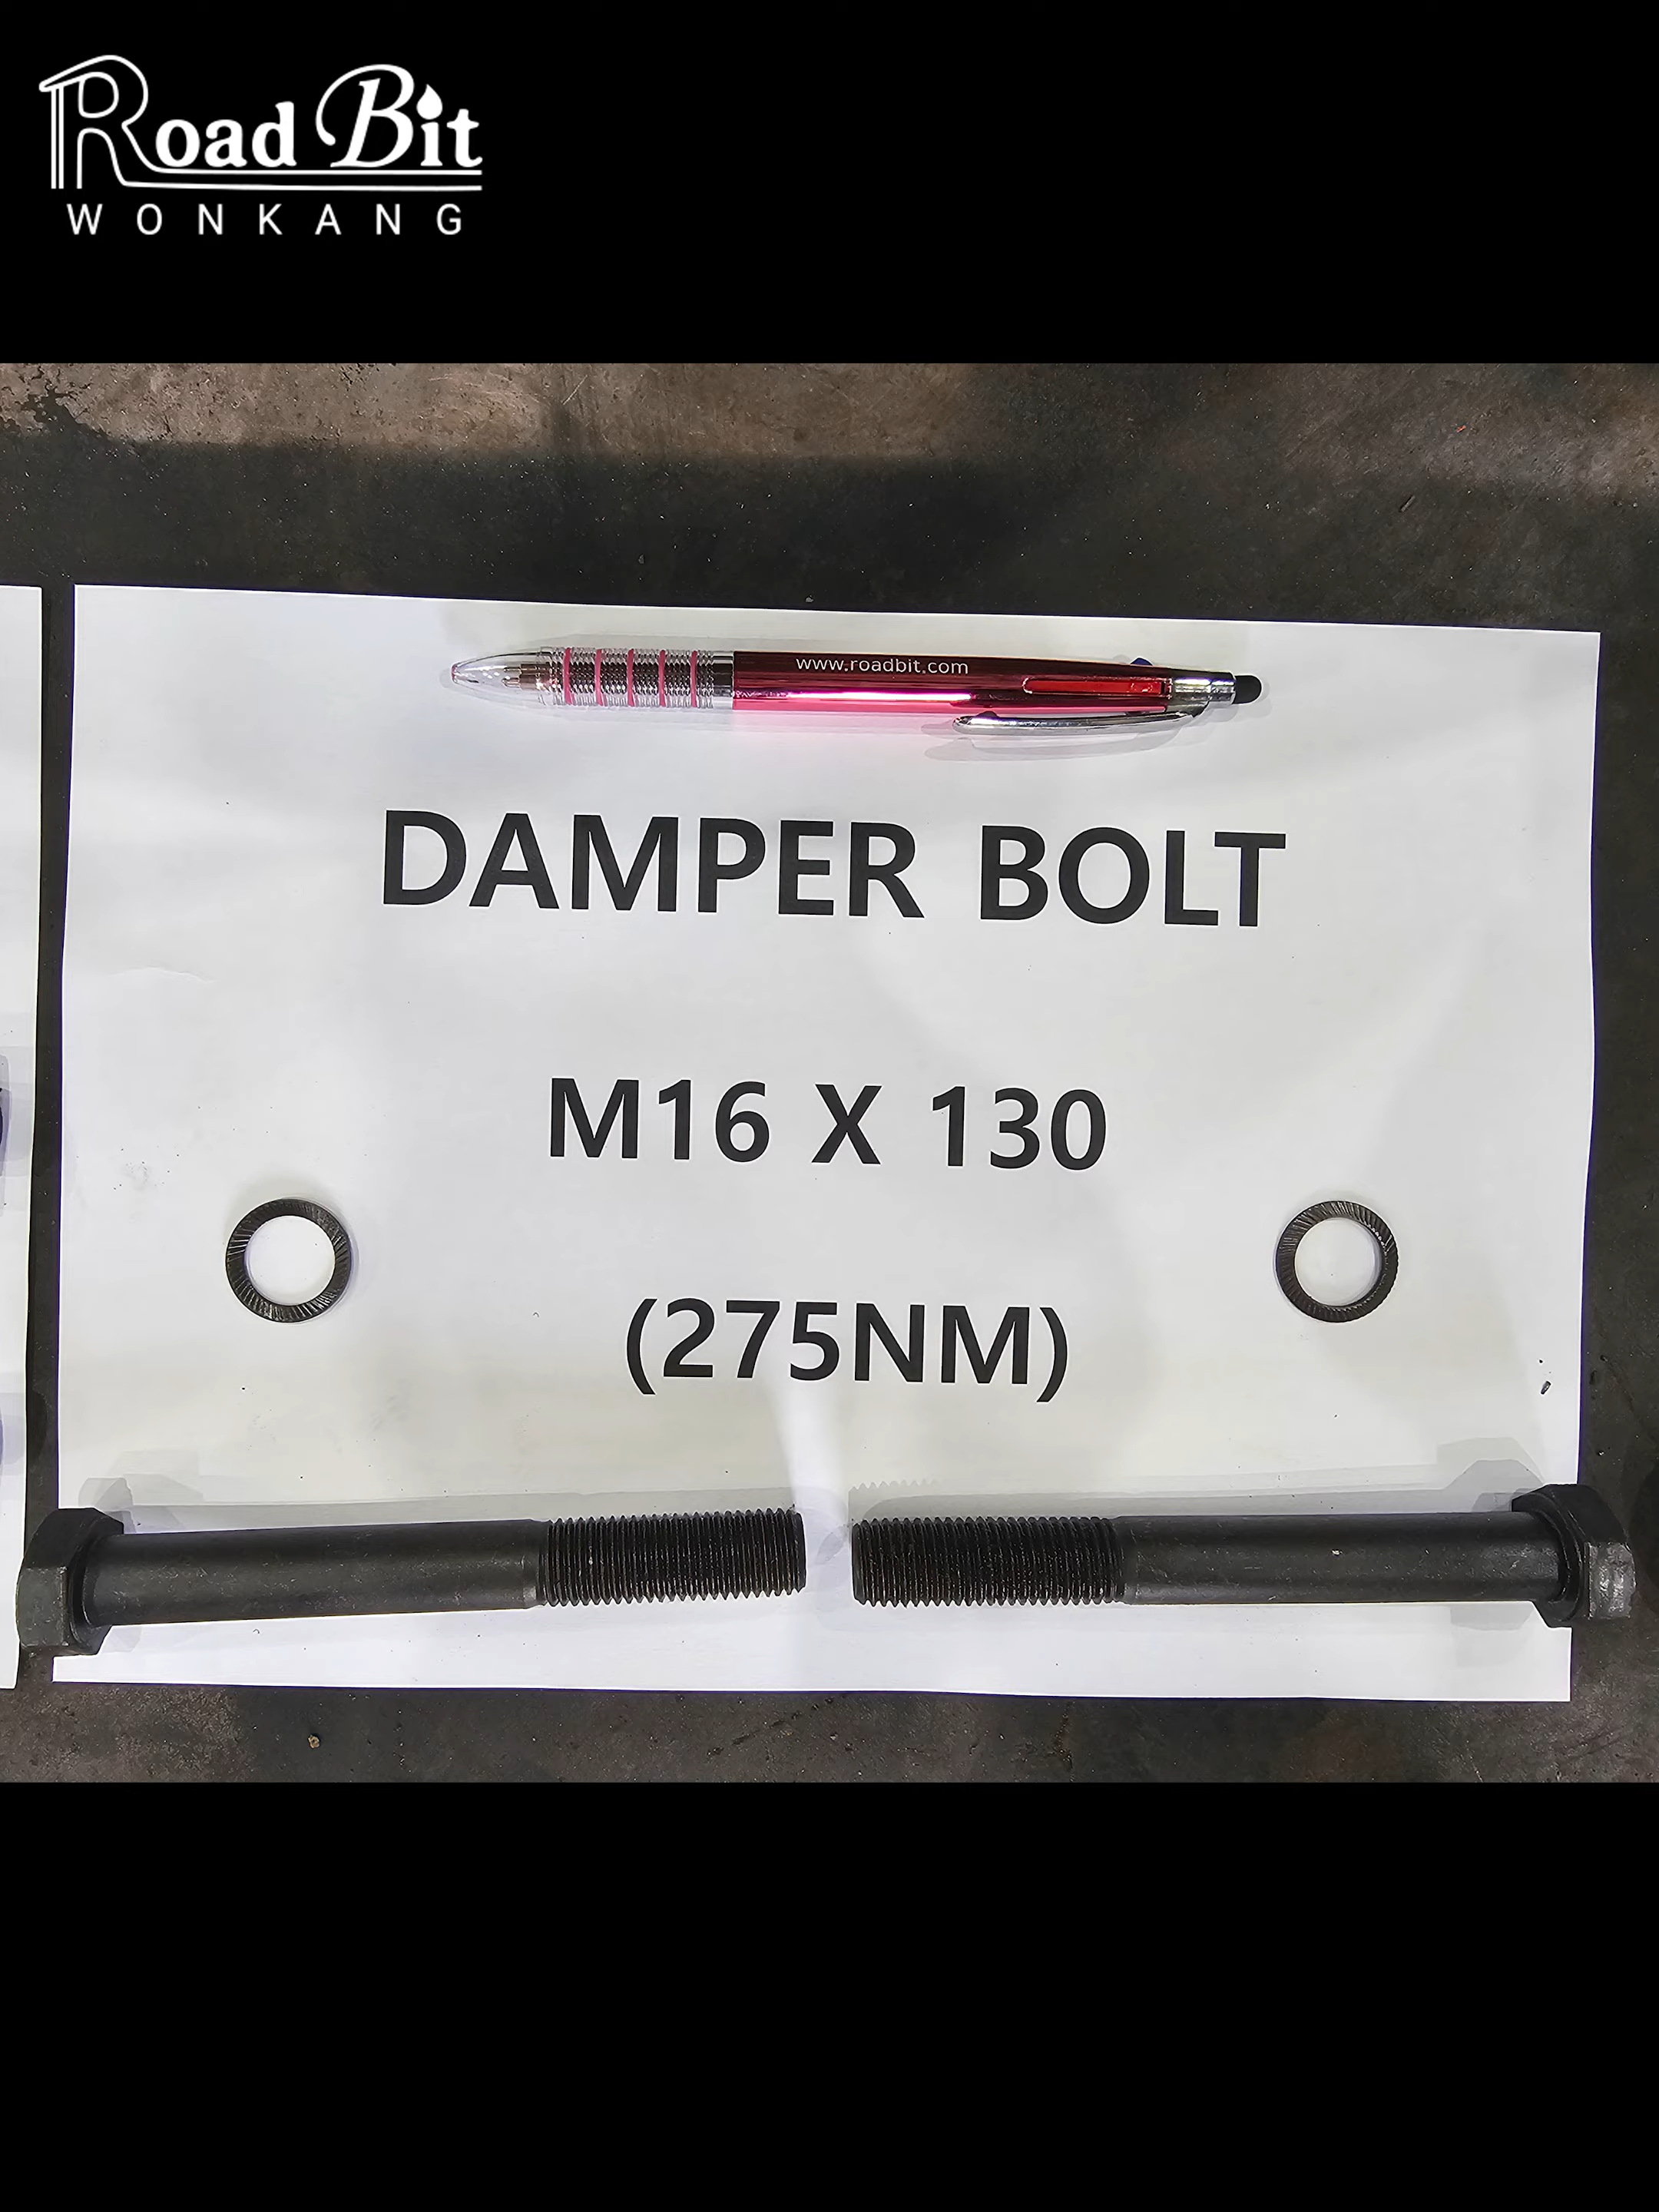 Road Bit
WONKANG
www.roadbit.com
DAMPER BOLT
M16 X 130
(275NM)